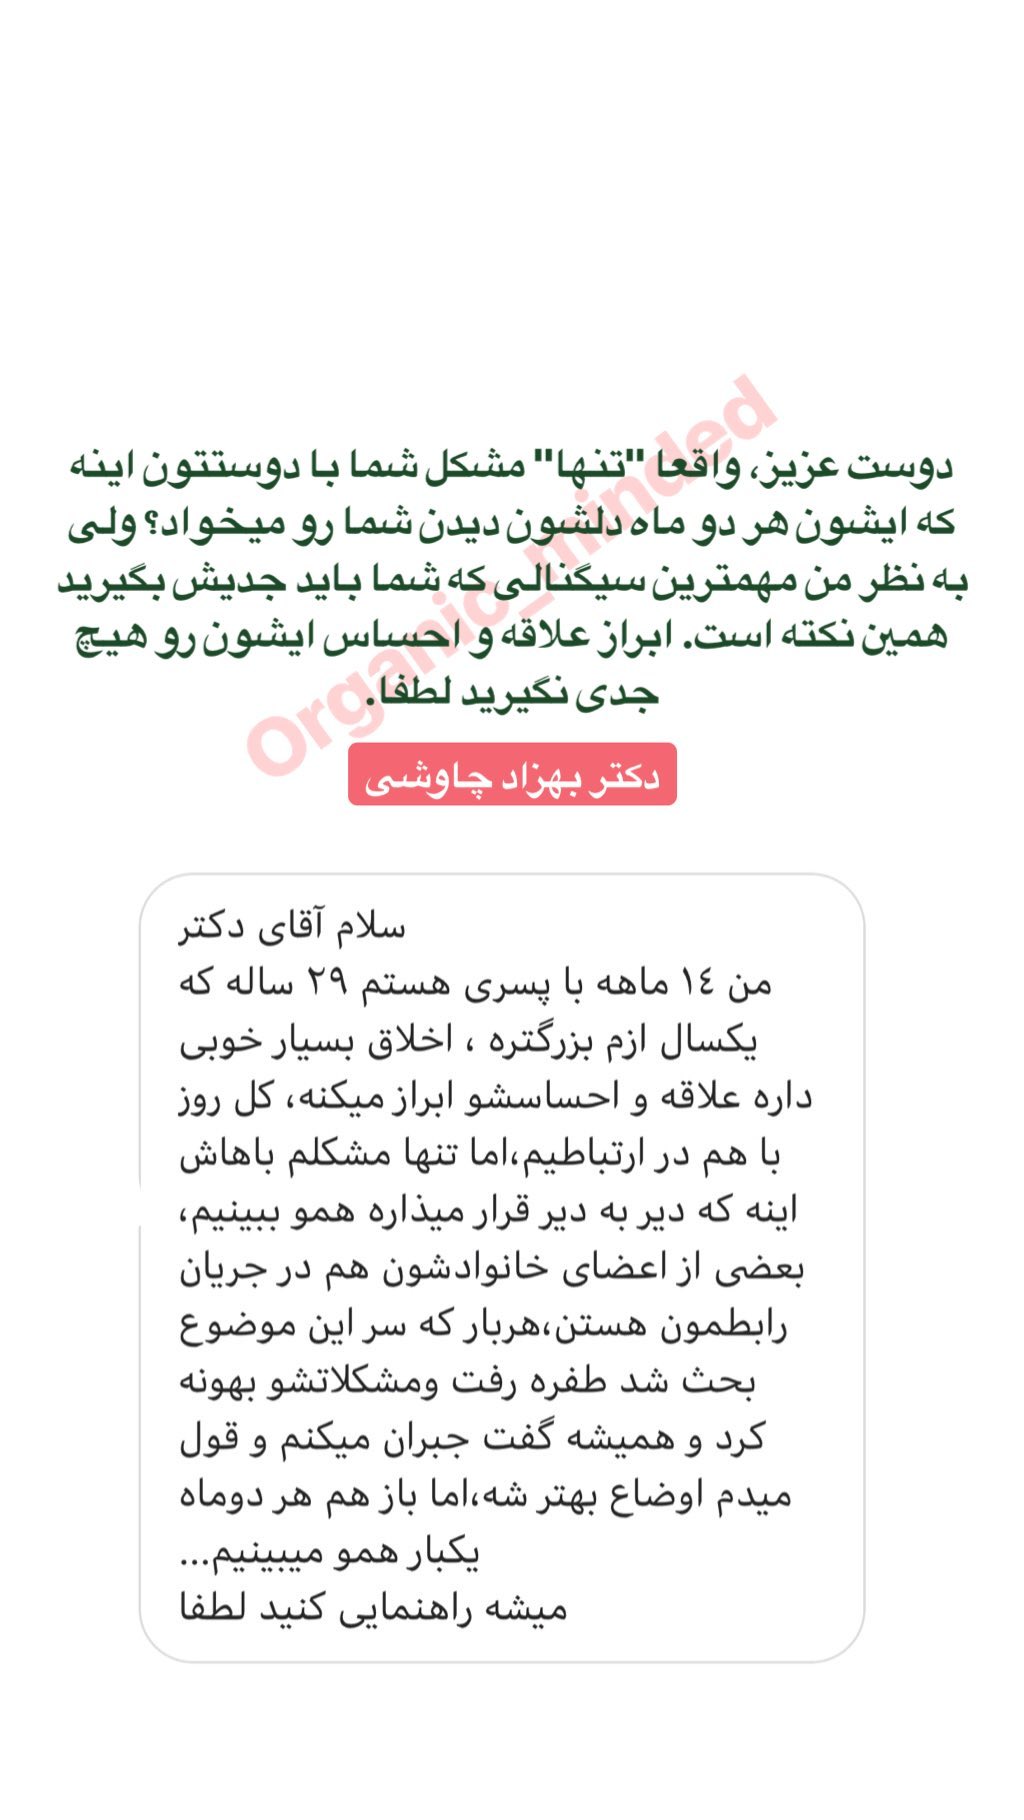 دوست عزیز، واقعا "تنها" مشکل شما با دوستتون اینه
که ایشون هر دو ماه دلشون دیدن شما رو میخواد؟ ولی
به نظر من مهمترین سیگنالی که شما باید جدیش بگیرید
همین نکته است. ابراز علاقه و احساس ایشون رو هیچ
جدی نگیرید لطفا.
Organic_minded
دکتر بهزاد چاوشی
سلام آقای دکتر
من ١٤ ماهه با پسری هستم ٢٩ ساله که
یکسال ازم بزرگتره ، اخلاق بسیار خوبی
داره علاقه و احساسشو ابراز میکنه، کل روز
با هم در ارتباطیم،اما تنها مشکلم باهاش
اینه که دیر به دیر قرار میذاره همو ببینیم،
بعضی از اعضای خانوادشون هم در جریان
رابطمون هستن،هربار که سر این موضوع
بحث شد طفره رفت ومشکلاتشو بهونه
کرد و همیشه گفت جبران میکنم و قول
میدم اوضاع بهتر شه،اما باز هم هر دوماه
یکبار همو میبینیم...
میشه راهنمایی کنید لطفا